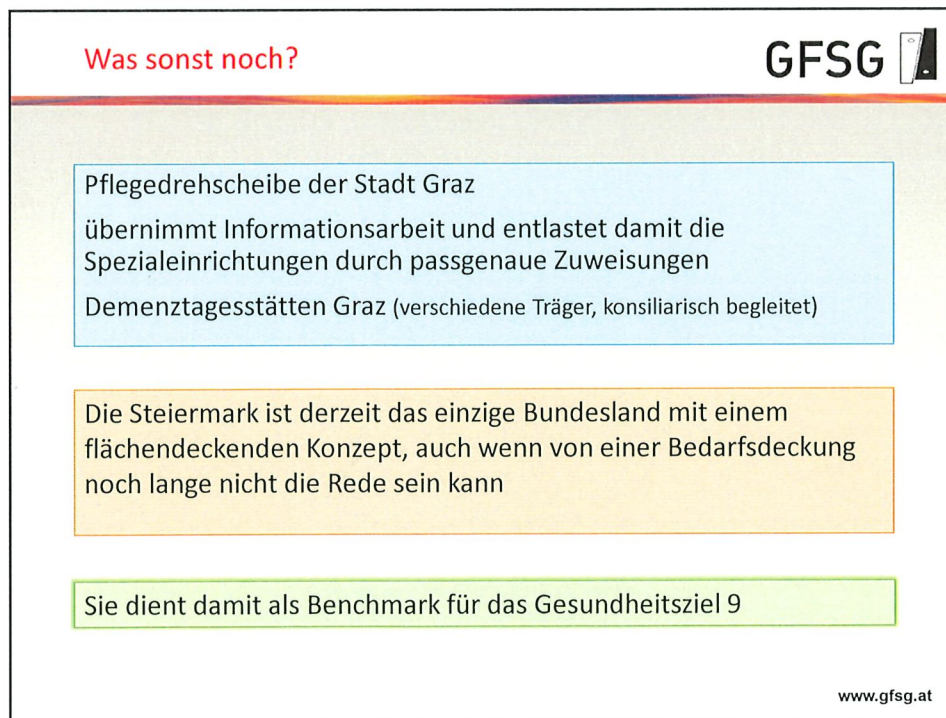 Was sonst noch?
GFSG
Pflegedrehscheibe der Stadt Graz
übernimmt Informationsarbeit und entlastet damit die
Spezialeinrichtungen durch passgenaue Zuweisungen
Demenztagesstätten Graz (verschiedene Träger, konsiliarisch begleitet)
Die Steiermark ist derzeit das einzige Bundesland mit einem
flächendeckenden Konzept, auch wenn von einer Bedarfsdeckung
noch lange nicht die Rede sein kann
Sie dient damit als Benchmark für das Gesundheitsziel 9
www.gfsg.at